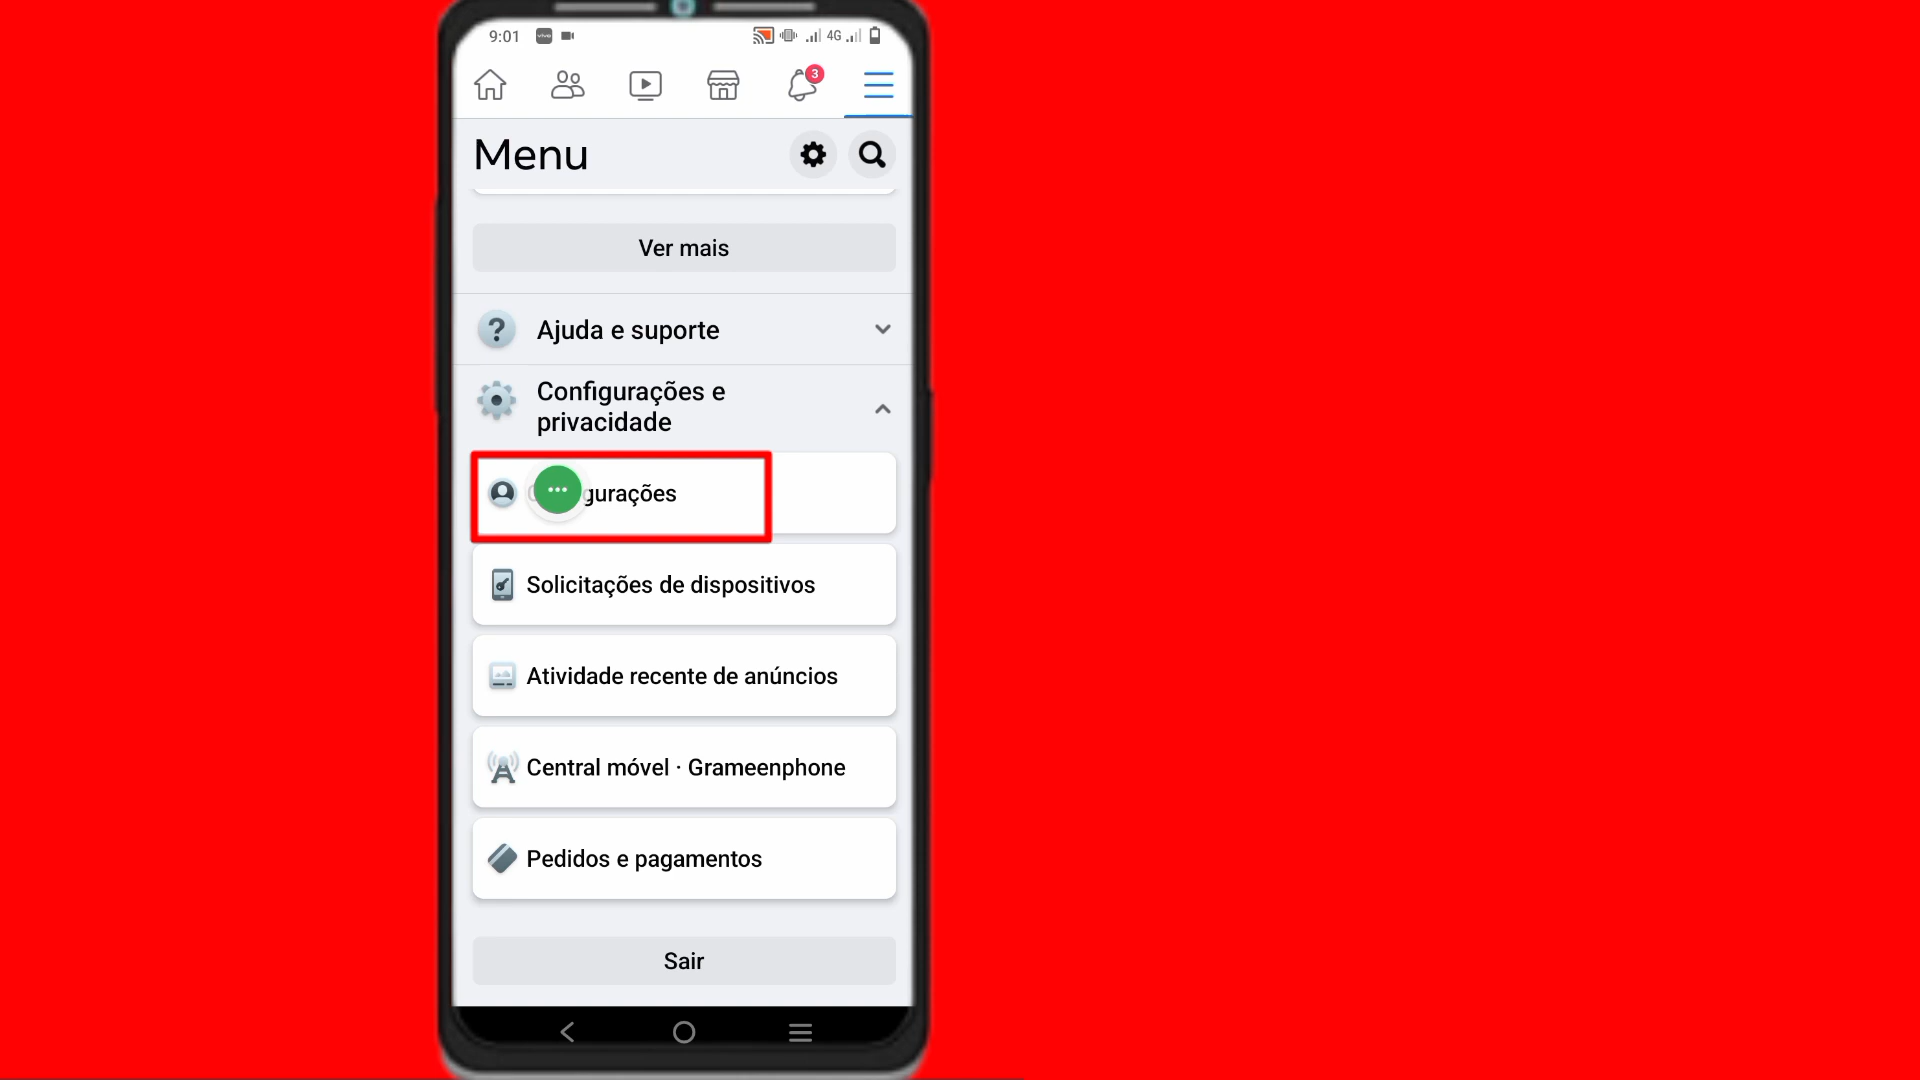 9:01
4G
3
Menu
Ver mais
Ajuda e suporte
Configurações e
privacidade
gurações
Solicitações de dispositivos
Atividade recente de anúncios
Central móvel · Grameenphone
Pedidos e pagamentos
Sair